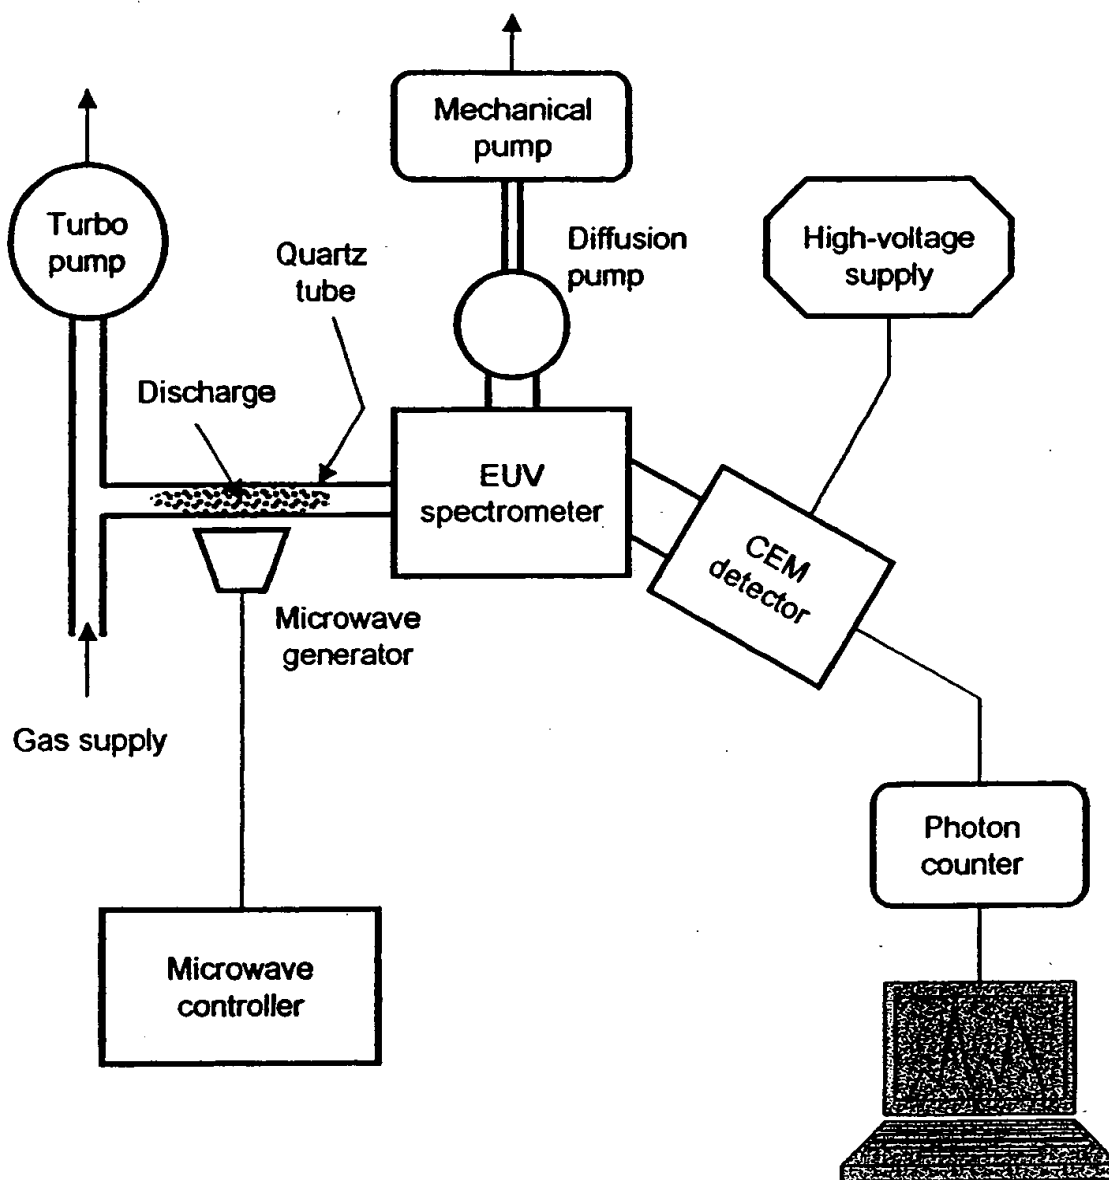 Mechanical
pump
Turbo
pump
Quartz
tube
Diffusion
pump
High-voltage
supply
Discharge
EUV
spectrometer
CEM
detector
Microwave
generator
Gas supply
Photon
counter
Microwave
controller